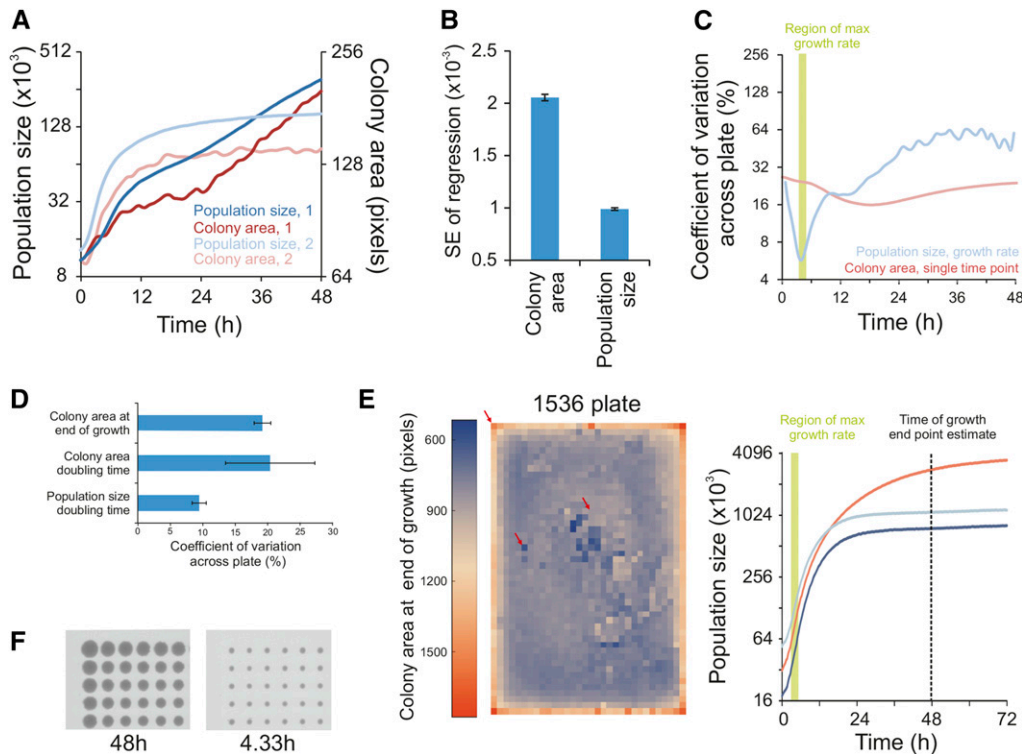 A
Population size (x10³)
512
128
32
8
256
128
64
Colony area (pixels)
Population size, 1
Colony area, 1
Population size, 2
Colony area, 2
0
12
24
36
48
Time (h)
B
SE of regression (x10⁻³)
2.5
2
1.5
1
0.5
Colony
area
Population
size
C
Region of max
growth rate
Coefficient of variation
across plate (%)
256
128
64
32
16
8
4
Population size, growth rate
Colony area, single time point
0
12
24
36
48
Time (h)
D
Colony area at
end of growth
Colony area
doubling time
Population size
doubling time
0
5
10
15
20
25
30
Coefficient of variation
across plate (%)
E
1536 plate
Colony area at end of growth (pixels)
600
900
1200
1500
Region of max
growth rate
Time of growth
end point estimate
Population size (x10³)
4096
1024
256
64
16
0
24
48
72
Time (h)
F
48h
4.33h